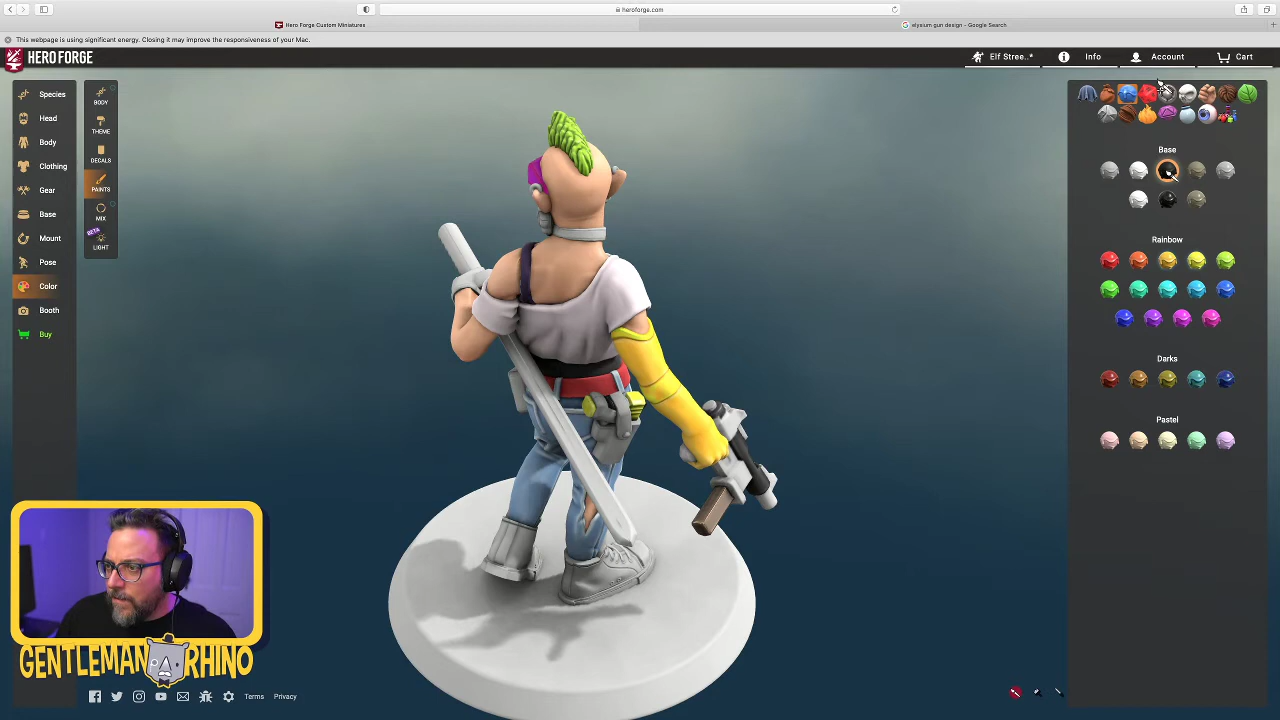 heroforge.com
Hero Forge Custom Miniatures
elysium gun design - Google Search
This webpage is using significant energy. Closing it may improve the responsiveness of your Mac.
HERO FORGE
Elf Stree..*
Info
Account
Cart
Species
Head
Body
Clothing
Gear
Base
Mount
Pose
Color
Booth
Buy
BODY
THEME
DECALS
PAINTS
MIX
BETA
LIGHT
Base
Rainbow
Darks
Pastel
GENTLEMAN RHINO
Terms
Privacy